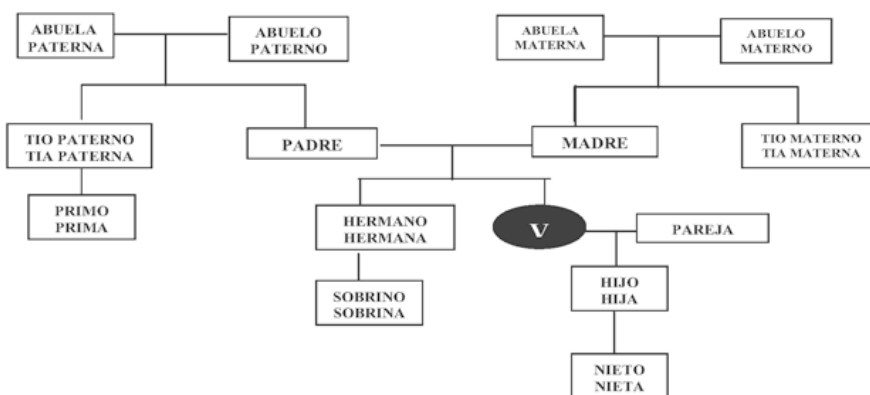 ABUELA
PATERNA
ABUELO
PATERNO
ABUELA
MATERNA
ABUELO
MATERNO
TIO PATERNO
TIA PATERNA
PADRE
MADRE
TIO MATERNO
TIA MATERNA
PRIMO
PRIMA
HERMANO
HERMANA
V
PAREJA
SOBRINO
SOBRINA
HIJO
HIJA
NIETO
NIETA